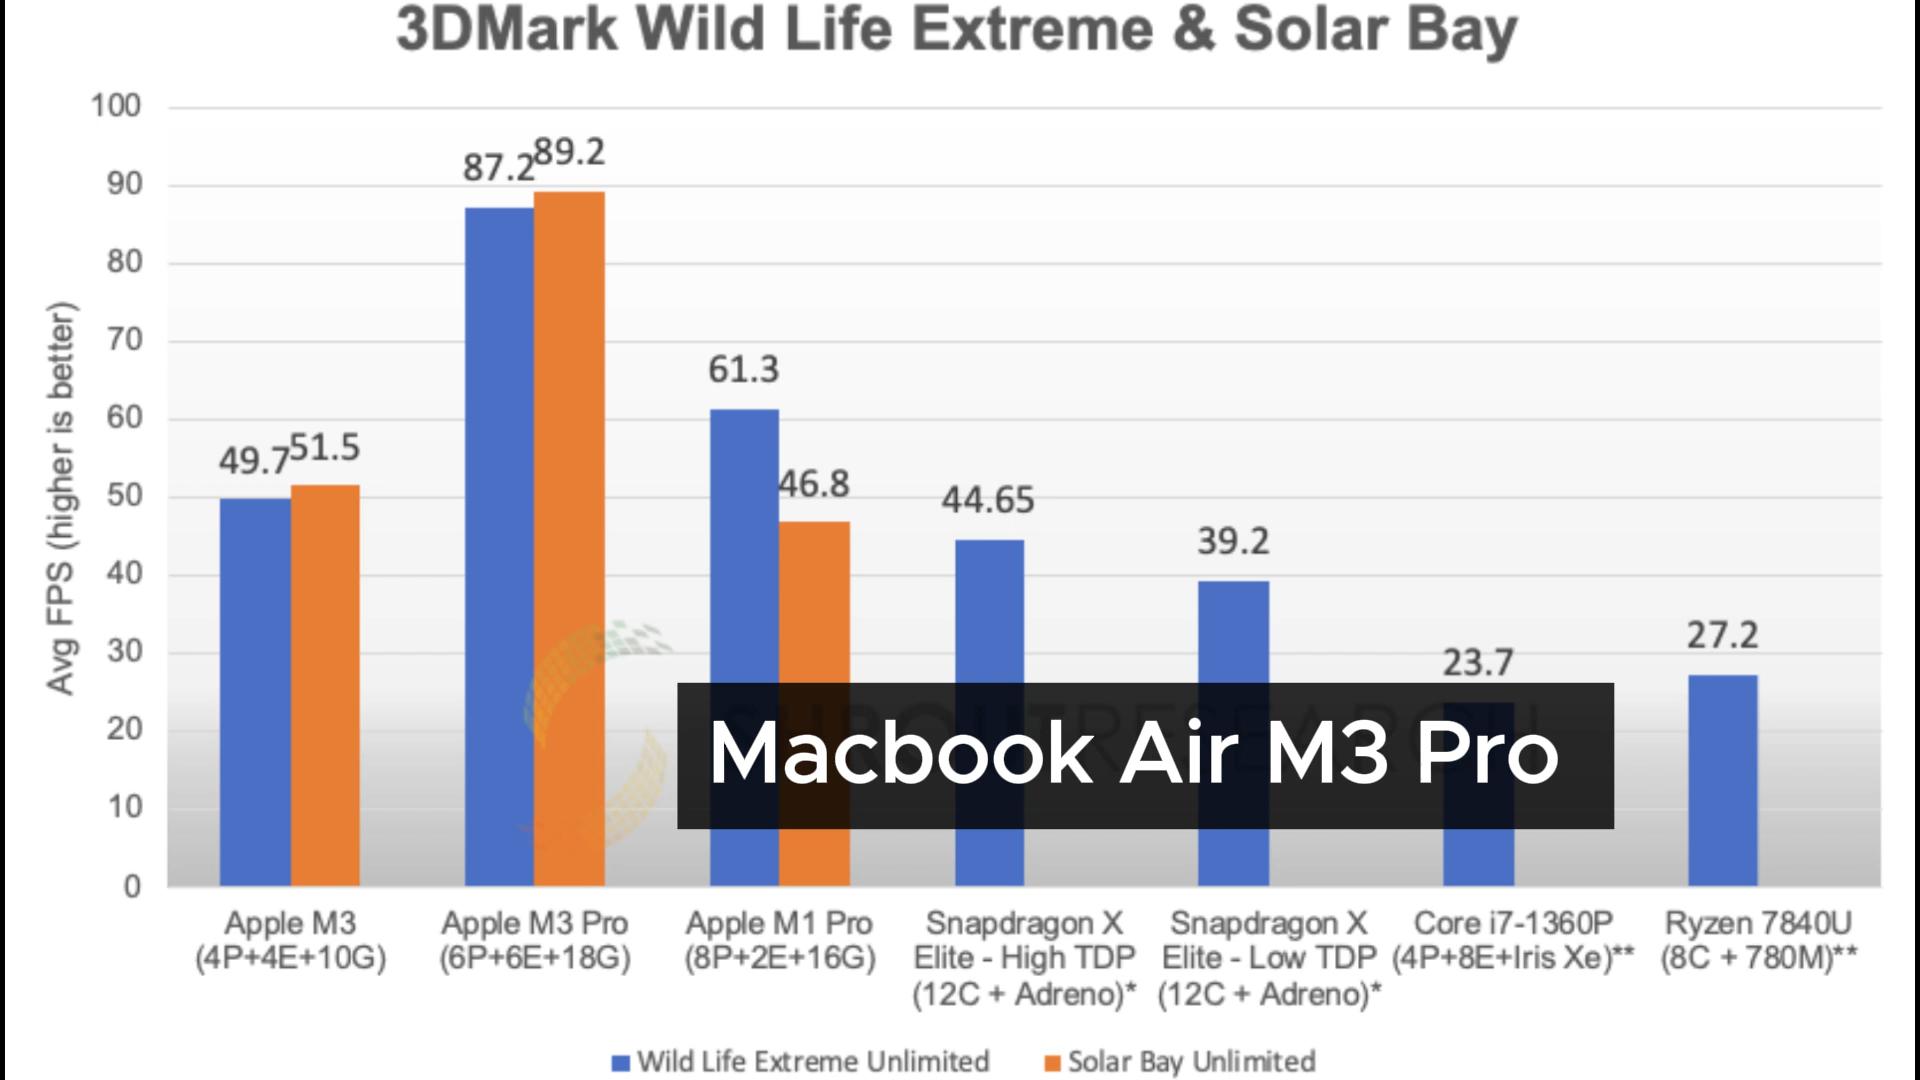 3DMark Wild Life Extreme & Solar Bay
Avg FPS (higher is better)
100
90
80
70
60
50
40
30
20
10
0
49.7
51.5
87.2
89.2
61.3
46.8
44.65
39.2
23.7
27.2
Macbook Air M3 Pro
Apple M3
(4P+4E+10G)
Apple M3 Pro
(6P+6E+18G)
Apple M1 Pro
(8P+2E+16G)
Snapdragon X
Elite - High TDP
(12C + Adreno)*
Snapdragon X
Elite - Low TDP
(12C + Adreno)*
Core i7-1360P
(4P+8E+Iris Xe)**
Ryzen 7840U
(8C + 780M)**
Wild Life Extreme Unlimited
Solar Bay Unlimited